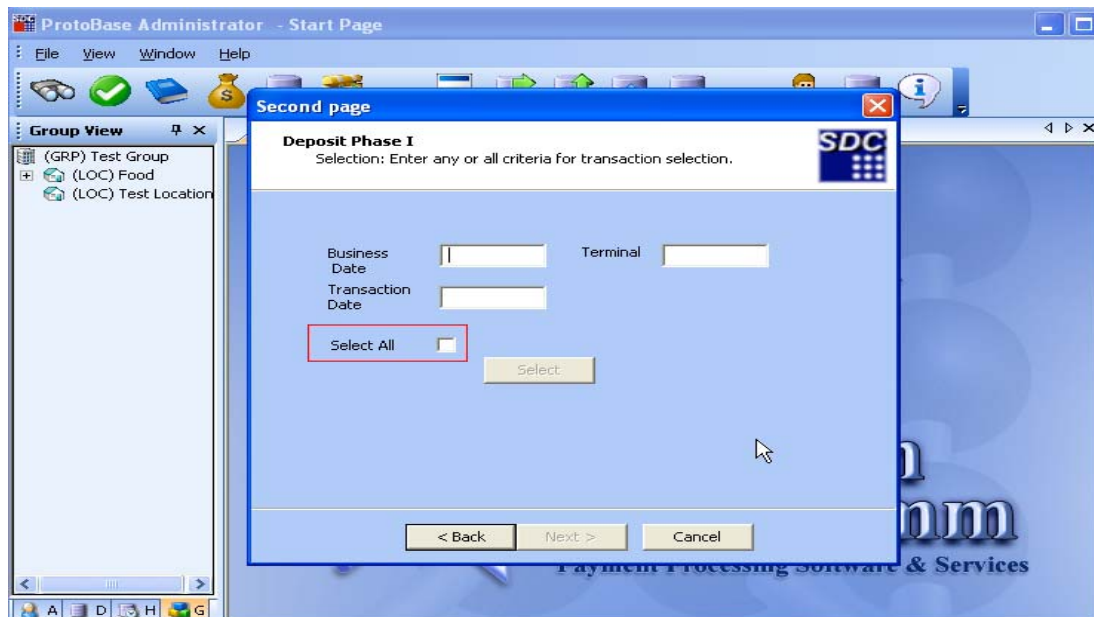 SDC ProtoBase Administrator - Start Page
File View Window Help
$
Second page
Group View
Deposit Phase I
Selection: Enter any or all criteria for transaction selection.
SDC
(GRP) Test Group
(LOC) Food
(LOC) Test Location
Business
Date
Terminal
Transaction
Date
Select All
Select
< Back Next > Cancel
Payment Processing Software & Services
A D H G